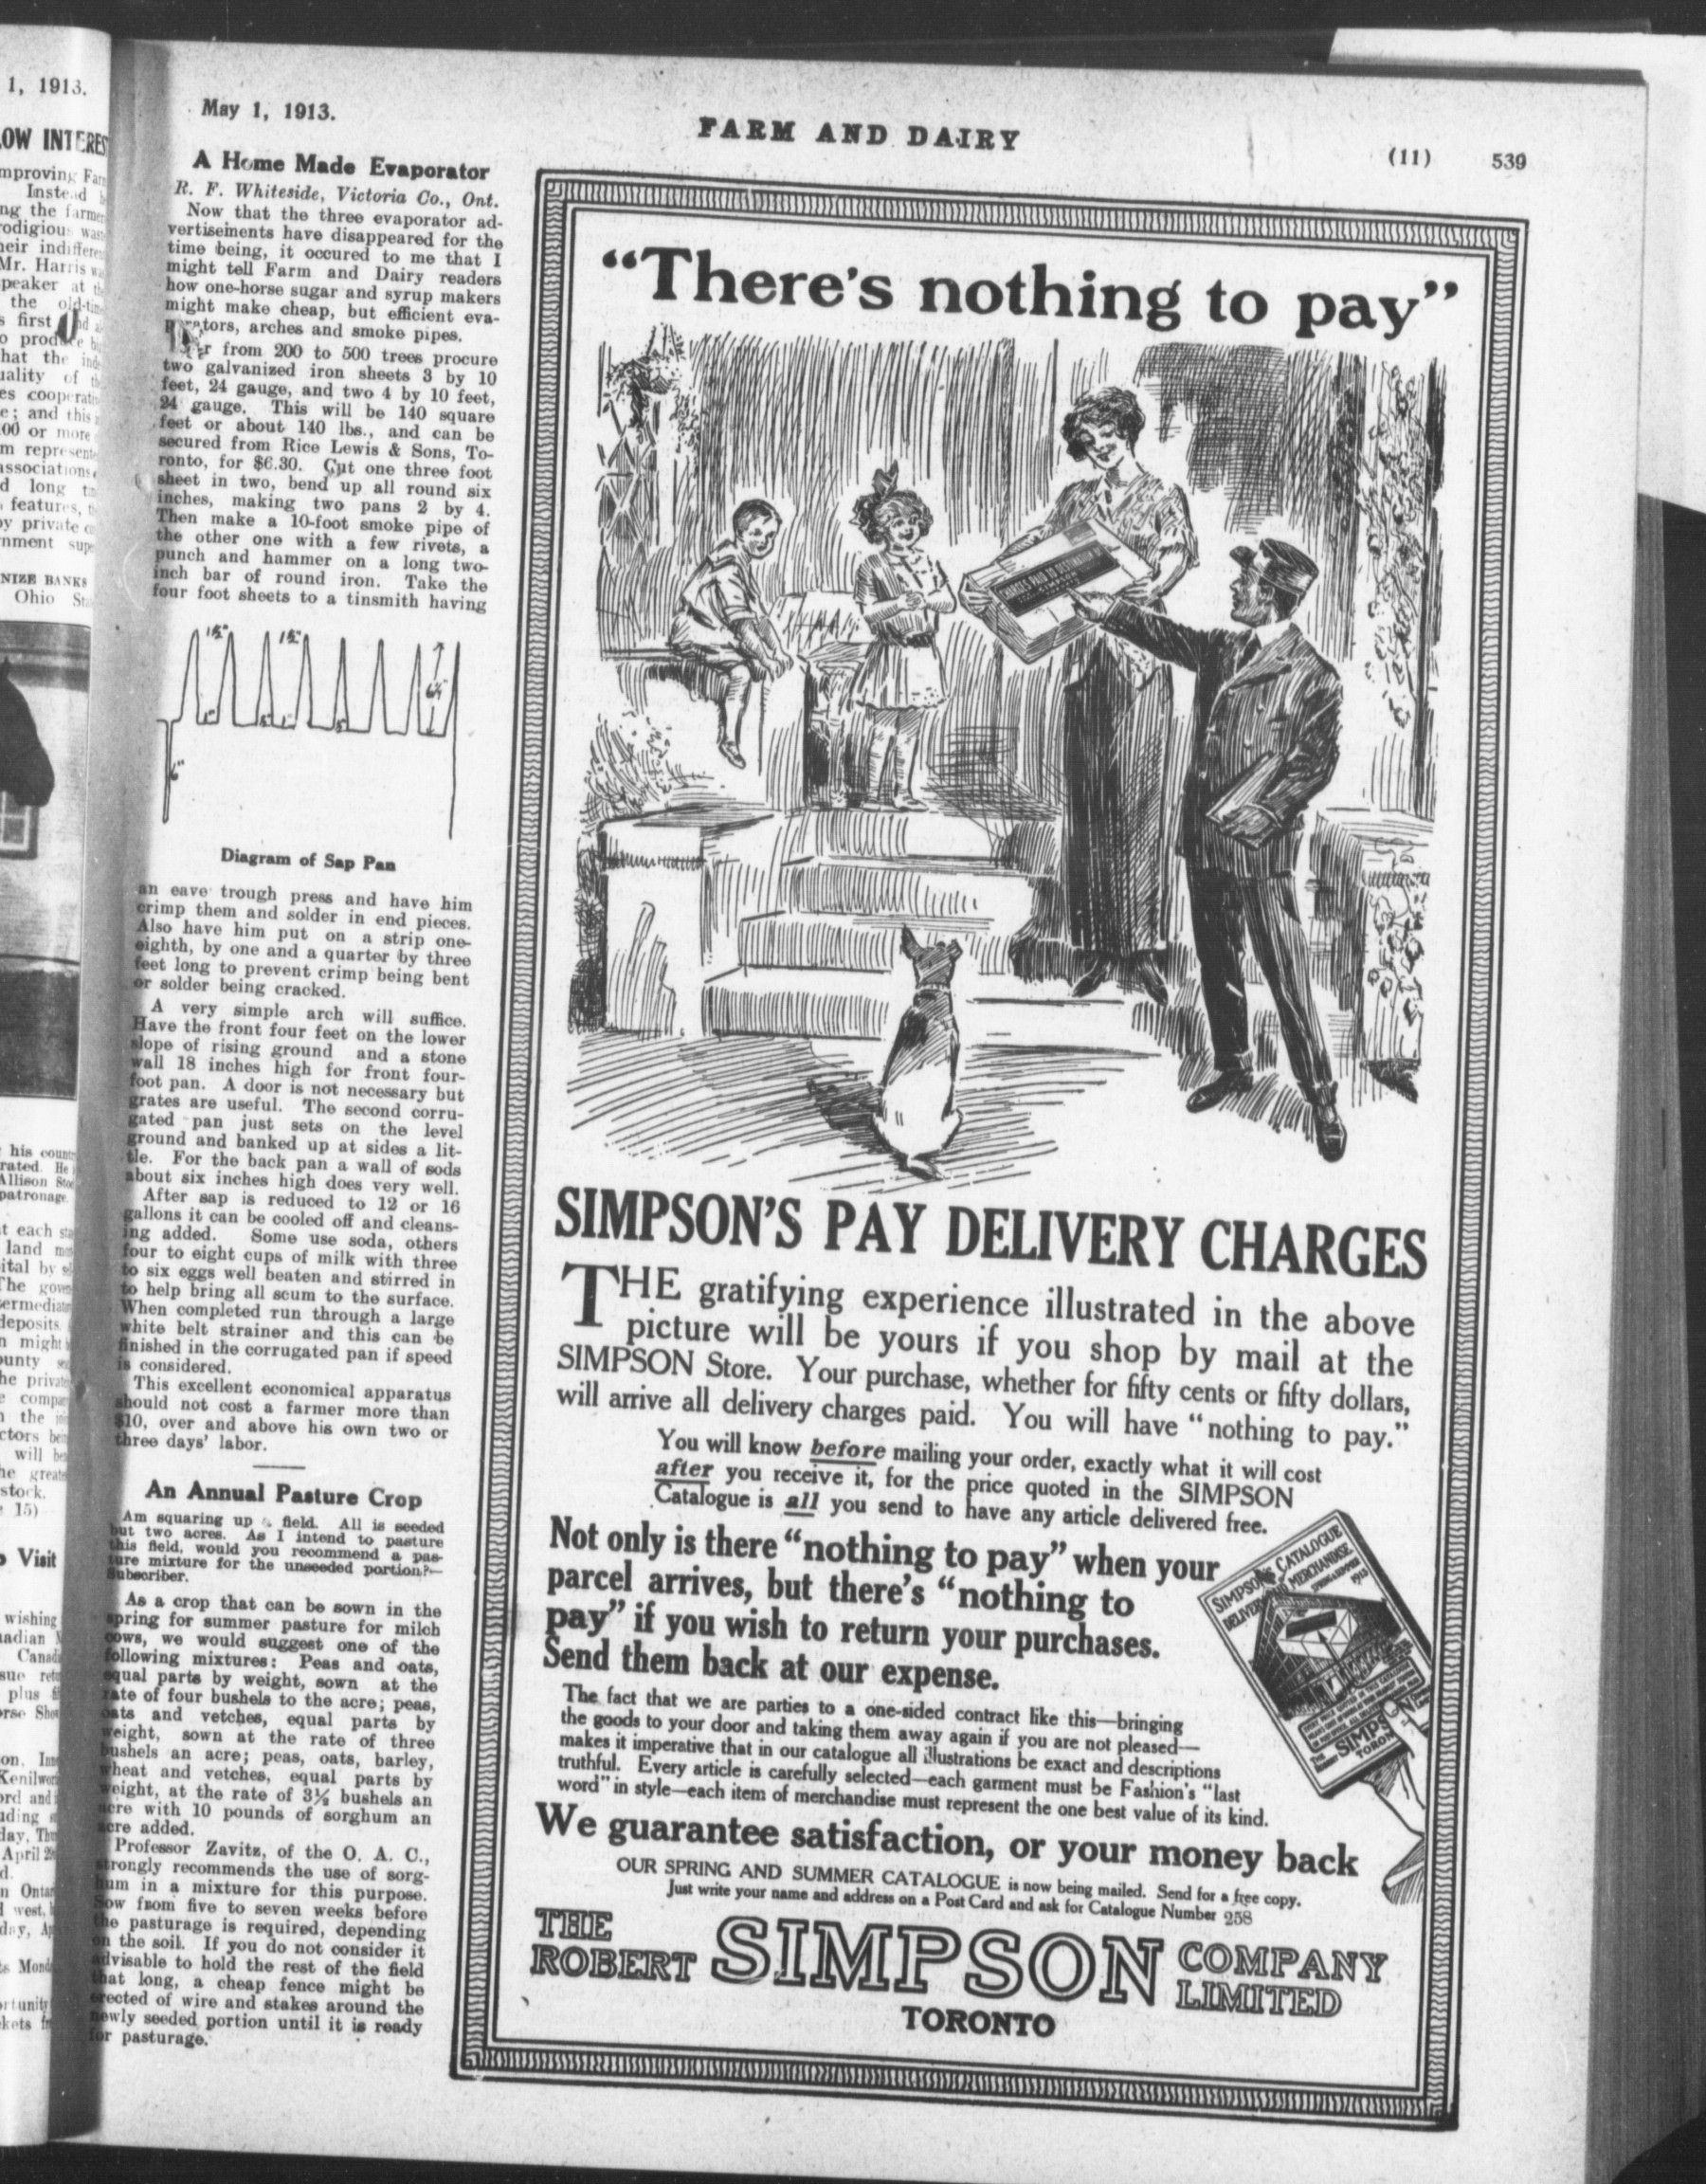 May 1, 1913.
FARM AND DAIRY
(11) 539
A Home Made Evaporator
R. F. Whiteside, Victoria Co., Ont.
Now that the three evaporator ad-
vertisements have disappeared for the
time being, it occured to me that I
might tell Farm and Dairy readers
how one-horse sugar and syrup makers
might make cheap, but efficient eva-
porators, arches and smoke pipes.
from 200 to 500 trees procure
two galvanized iron sheets 3 by 10
feet, 24 gauge, and two 4 by 10 feet,
24 gauge. This will be 140 square
feet or about 140 lbs., and can be
secured from Rice Lewis & Sons, To-
ronto, for $6.30. Cut one three foot
sheet in two, bend up all round six
inches, making two pans 2 by 4.
Then make a 10-foot smoke pipe of
the other one with a few rivets, a
punch and hammer on a long two-
inch bar of round iron. Take the
four foot sheets to a tinsmith having
6"
Diagram of Sap Pan
an eave trough press and have him
crimp them and solder in end pieces.
Also have him put on a strip one-
eighth, by one and a quarter by three
feet long to prevent crimp being bent
or solder being cracked.
A very simple arch will suffice.
Have the front four feet on the lower
slope of rising ground and a stone
wall 18 inches high for front four-
foot pan. A door is not necessary but
grates are useful. The second corru-
gated pan just sets on the level
ground and banked up at sides a lit-
tle. For the back pan a wall of sods
about six inches high does very well.
After sap is reduced to 12 or 16
gallons it can be cooled off and cleans-
ing added. Some use soda, others
four to eight cups of milk with three
to six eggs well beaten and stirred in
to help bring all scum to the surface.
When completed run through a large
white belt strainer and this can be
finished in the corrugated pan if speed
is considered.
This excellent economical apparatus
should not cost a farmer more than
$10, over and above his own two or
three days' labor.
An Annual Pasture Crop
Am squaring up a field. All is seeded
but two acres. As I intend to pasture
this field, would you recommend a pas-
ture mixture for the unseeded portion?—
Subscriber.
As a crop that can be sown in the
spring for summer pasture for milch
cows, we would suggest one of the
following mixtures: Peas and oats,
equal parts by weight, sown at the
rate of four bushels to the acre; peas,
oats and vetches, equal parts by
weight, sown at the rate of three
bushels an acre; peas, oats, barley,
wheat and vetches, equal parts by
weight, at the rate of 3½ bushels an
acre with 10 pounds of sorghum an
acre added.
Professor Zavitz, of the O. A. C.,
strongly recommends the use of sorg-
hum in a mixture for this purpose.
Sow from five to seven weeks before
the pasturage is required, depending
on the soil. If you do not consider it
advisable to hold the rest of the field
that long, a cheap fence might be
erected of wire and stakes around the
newly seeded portion until it is ready
for pasturage.
"There's nothing to pay"
SIMPSON'S PAY DELIVERY CHARGES
THE gratifying experience illustrated in the above
picture will be yours if you shop by mail at the
SIMPSON Store. Your purchase, whether for fifty cents or fifty dollars,
will arrive all delivery charges paid. You will have "nothing to pay."
You will know before mailing your order, exactly what it will cost
after you receive it, for the price quoted in the SIMPSON
Catalogue is all you send to have any article delivered free.
Not only is there "nothing to pay" when your
parcel arrives, but there's "nothing to
pay" if you wish to return your purchases.
Send them back at our expense.
The fact that we are parties to a one-sided contract like this—bringing
the goods to your door and taking them away again if you are not pleased—
makes it imperative that in our catalogue all illustrations be exact and descriptions
truthful. Every article is carefully selected—each garment must be Fashion's "last
word" in style—each item of merchandise must represent the one best value of its kind.
SIMPSON'S CATALOGUE
We guarantee satisfaction, or your money back
OUR SPRING AND SUMMER CATALOGUE is now being mailed. Send for a free copy.
Just write your name and address on a Post Card and ask for Catalogue Number 258
THE ROBERT SIMPSON COMPANY LIMITED
TORONTO